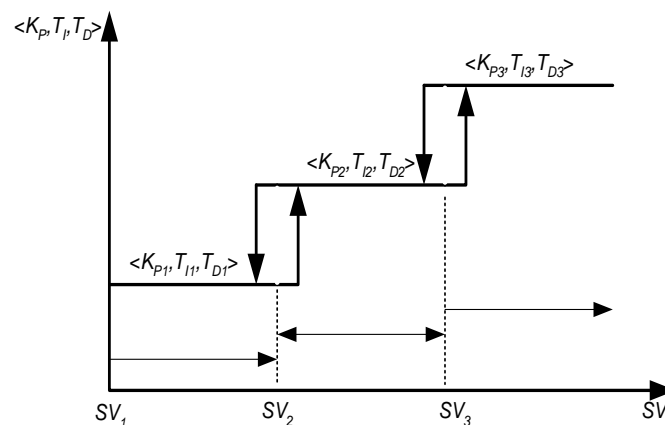 <K_P,T_I,T_D>
<K_P3,T_I3,T_D3>
<K_P2,T_I2,T_D2>
<K_P1,T_I1,T_D1>
SV_1 SV_2 SV_3 SV